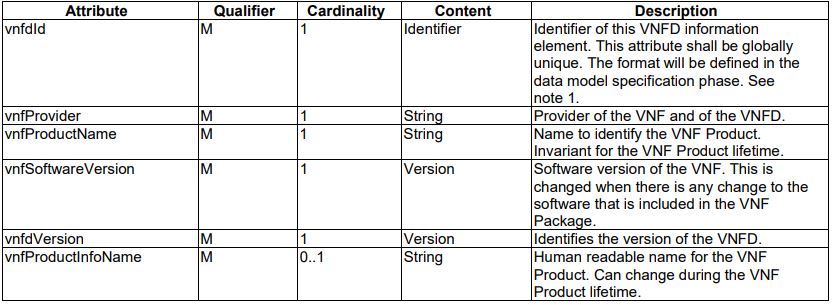 Attribute Qualifier Cardinality Content Description
vnfdId M 1 Identifier Identifier of this VNFD information
element. This attribute shall be globally
unique. The format will be defined in the
data model specification phase. See
note 1.
vnfProvider M 1 String Provider of the VNF and of the VNFD.
vnfProductName M 1 String Name to identify the VNF Product.
Invariant for the VNF Product lifetime.
vnfSoftwareVersion M 1 Version Software version of the VNF. This is
changed when there is any change to the
software that is included in the VNF
Package.
vnfdVersion M 1 Version Identifies the version of the VNFD.
vnfProductInfoName M 0..1 String Human readable name for the VNF
Product. Can change during the VNF
Product lifetime.